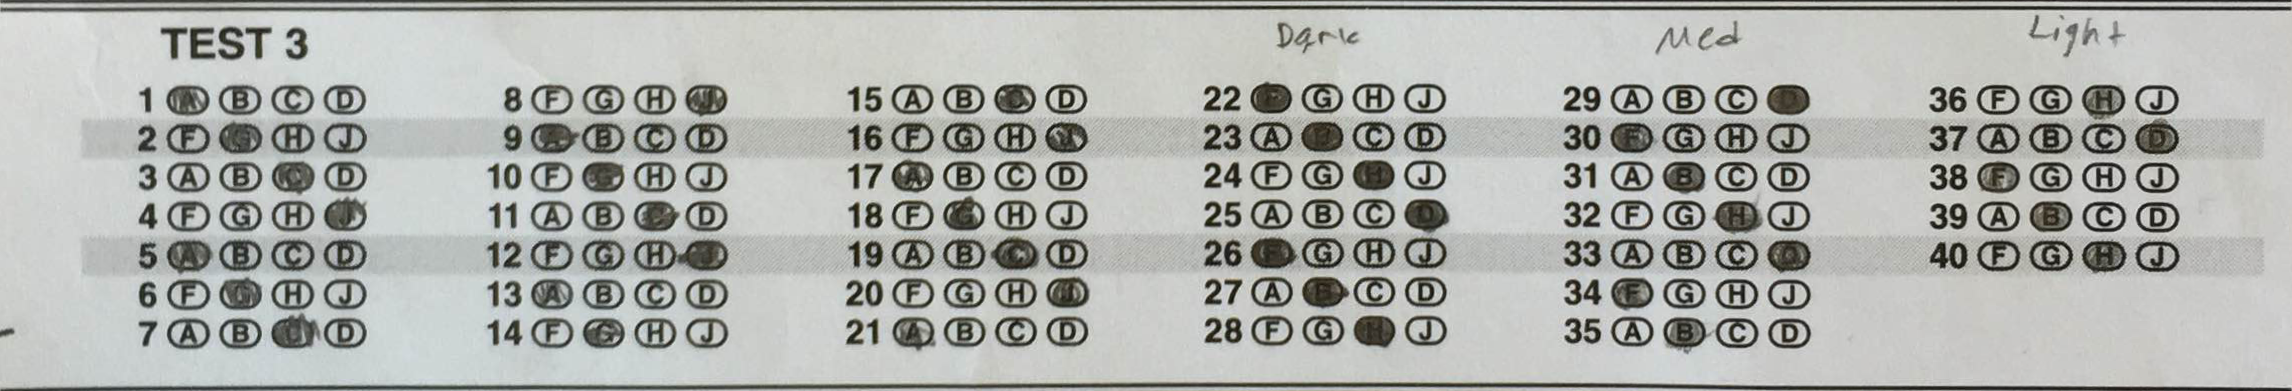 Dark Med Light
TEST 3
1 A B C D 8 F G H J 15 A B C D 22 F G H J 29 A B C D 36 F G H J
2 F G H J 9 A B C D 16 F G H J 23 A B C D 30 F G H J 37 A B C D
3 A B C D 10 F G H J 17 A B C D 24 F G H J 31 A B C D 38 F G H J
4 F G H J 11 A B C D 18 F G H J 25 A B C D 32 F G H J 39 A B C D
5 A B C D 12 F G H J 19 A B C D 26 F G H J 33 A B C D 40 F G H J
6 F G H J 13 A B C D 20 F G H J 27 A B C D 34 F G H J
7 A B C D 14 F G H J 21 A B C D 28 F G H J 35 A B C D